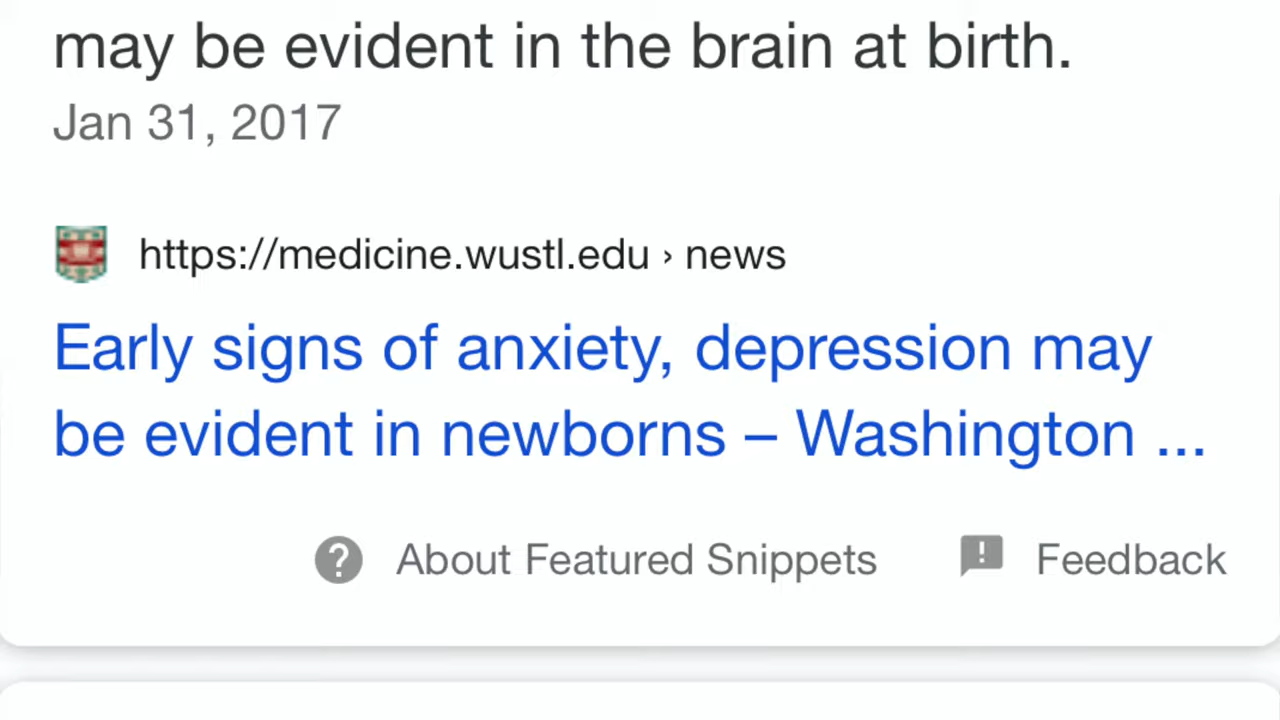 may be evident in the brain at birth.
Jan 31, 2017
https://medicine.wustl.edu › news
Early signs of anxiety, depression may
be evident in newborns – Washington ...
About Featured Snippets
Feedback